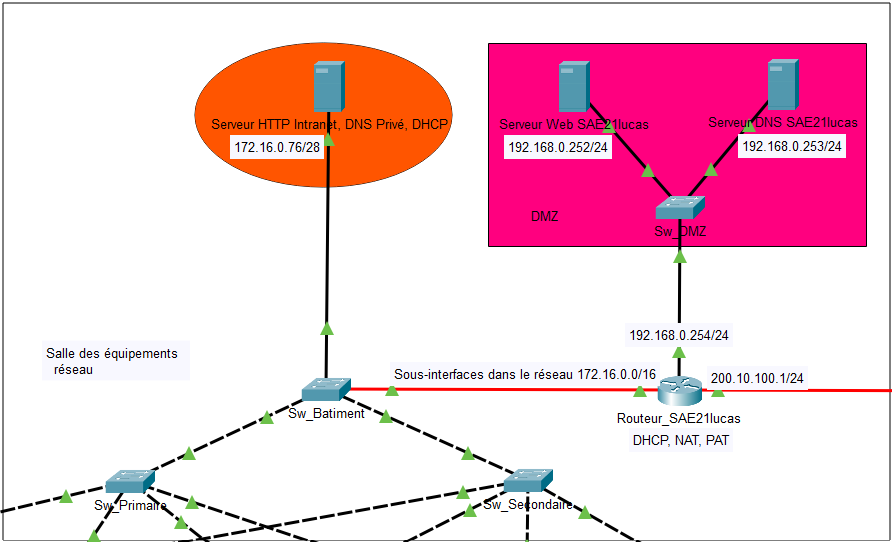 Serveur HTTP Intranet, DNS Privé, DHCP
172.16.0.76/28
Serveur Web SAE21lucas
192.168.0.252/24
Serveur DNS SAE21lucas
192.168.0.253/24
DMZ
Sw_DMZ
192.168.0.254/24
Salle des équipements
réseau
Sous-interfaces dans le réseau 172.16.0.0/16
200.10.100.1/24
Sw_Batiment
Routeur_SAE21lucas
DHCP, NAT, PAT
Sw_Primaire
Sw_Secondaire